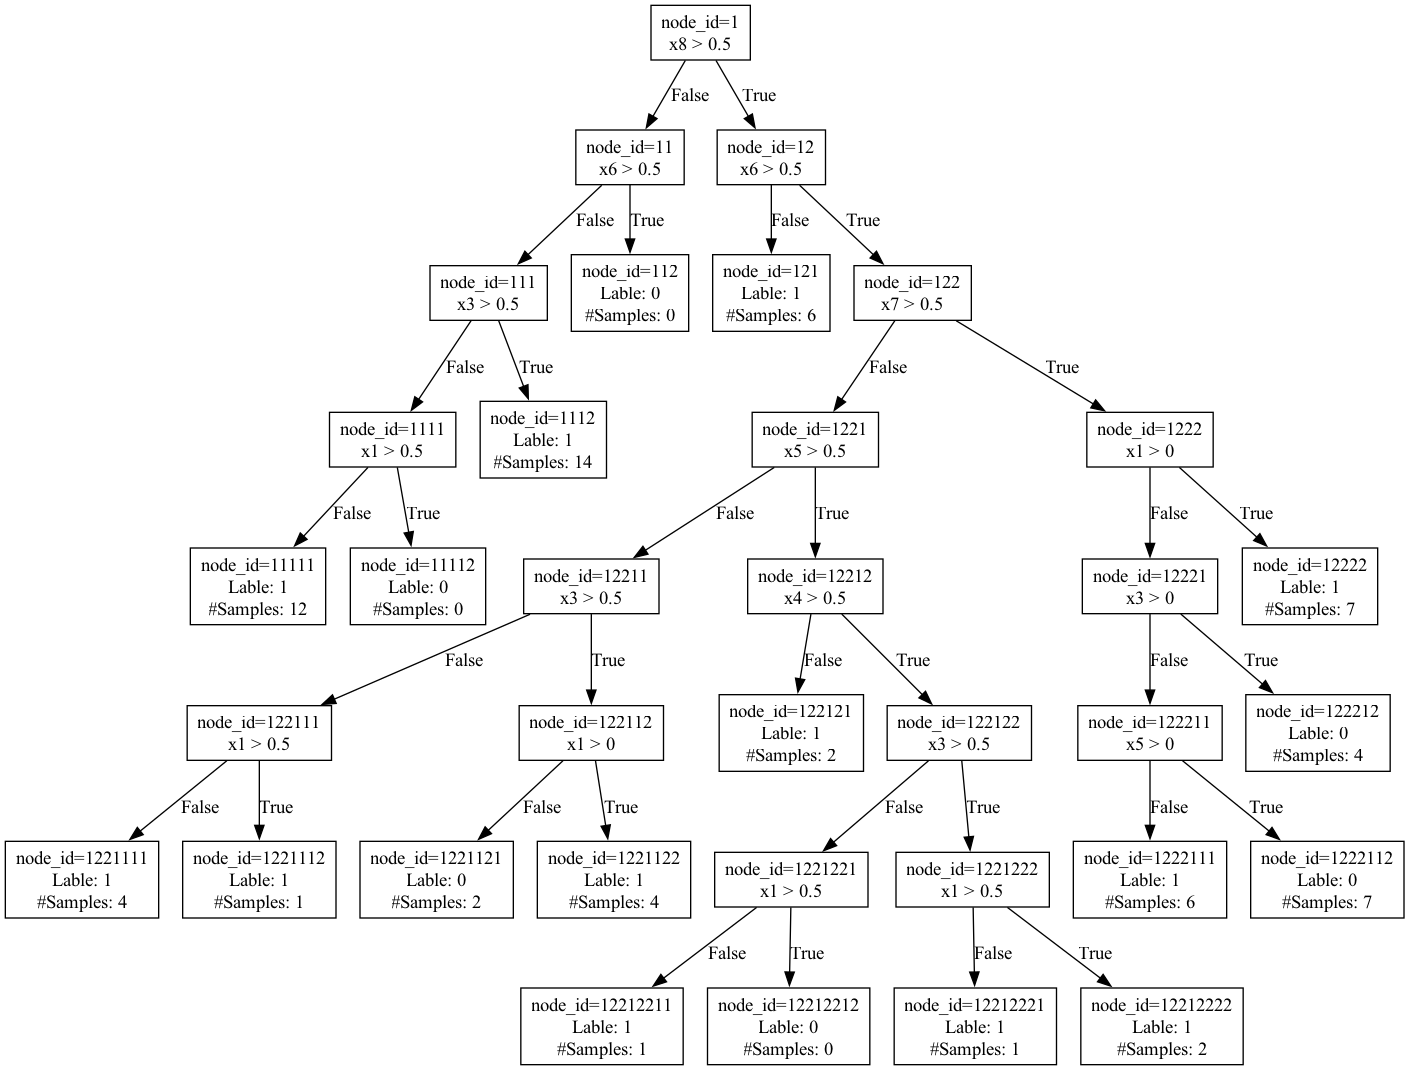 node_id=1
x8 > 0.5
False
True
node_id=11
x6 > 0.5
node_id=12
x6 > 0.5
False
True
False
True
node_id=111
x3 > 0.5
node_id=112
Lable: 0
#Samples: 0
node_id=121
Lable: 1
#Samples: 6
node_id=122
x7 > 0.5
False
True
False
True
node_id=1111
x1 > 0.5
node_id=1112
Lable: 1
#Samples: 14
node_id=1221
x5 > 0.5
node_id=1222
x1 > 0
False
True
False
True
False
True
node_id=11111
Lable: 1
#Samples: 12
node_id=11112
Lable: 0
#Samples: 0
node_id=12211
x3 > 0.5
node_id=12212
x4 > 0.5
node_id=12221
x3 > 0
node_id=12222
Lable: 1
#Samples: 7
False
True
False
True
False
True
node_id=122111
x1 > 0.5
node_id=122112
x1 > 0
node_id=122121
Lable: 1
#Samples: 2
node_id=122122
x3 > 0.5
node_id=122211
x5 > 0
node_id=122212
Lable: 0
#Samples: 4
False
True
False
True
False
True
False
True
node_id=1221111
Lable: 1
#Samples: 4
node_id=1221112
Lable: 1
#Samples: 1
node_id=1221121
Lable: 0
#Samples: 2
node_id=1221122
Lable: 1
#Samples: 4
node_id=1221221
x1 > 0.5
node_id=1221222
x1 > 0.5
node_id=1222111
Lable: 1
#Samples: 6
node_id=1222112
Lable: 0
#Samples: 7
False
True
False
True
node_id=12212211
Lable: 1
#Samples: 1
node_id=12212212
Lable: 0
#Samples: 0
node_id=12212221
Lable: 1
#Samples: 1
node_id=12212222
Lable: 1
#Samples: 2